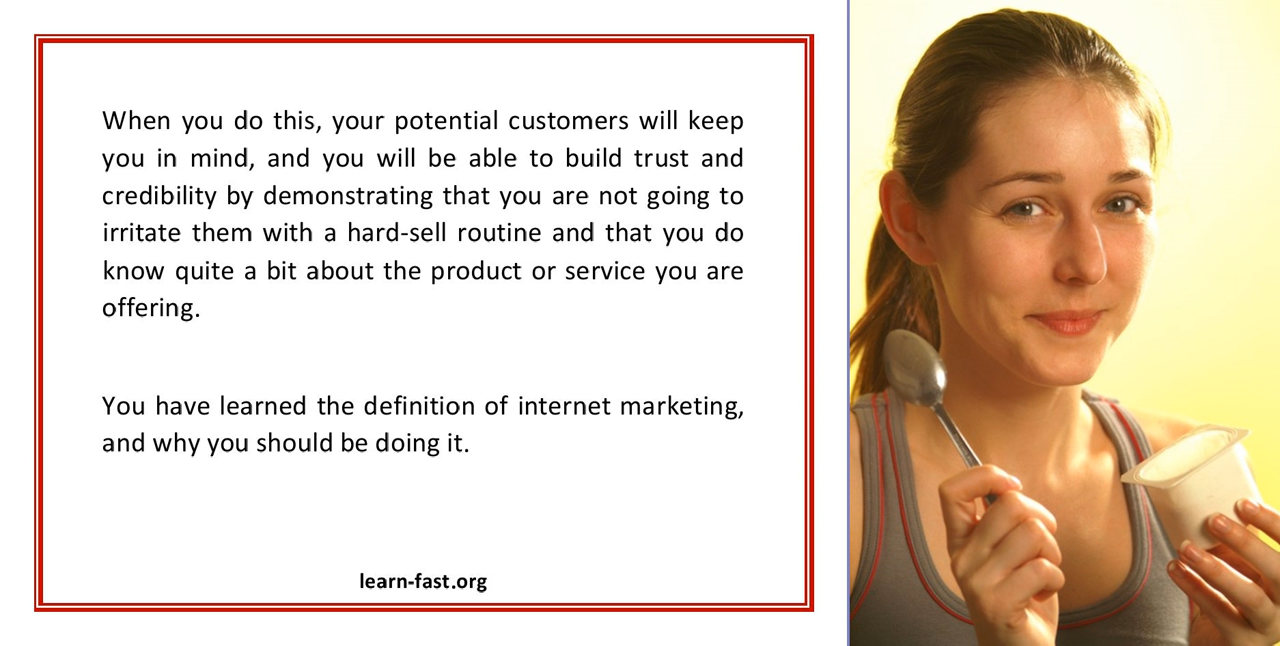 When you do this, your potential customers will keep
you in mind, and you will be able to build trust and
credibility by demonstrating that you are not going to
irritate them with a hard-sell routine and that you do
know quite a bit about the product or service you are
offering.
You have learned the definition of internet marketing,
and why you should be doing it.
learn-fast.org